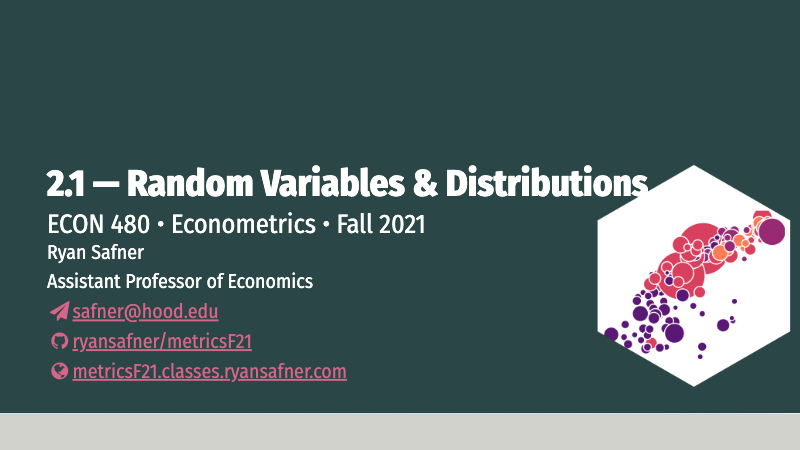 2.1 — Random Variables & Distributions
ECON 480 • Econometrics • Fall 2021
Ryan Safner
Assistant Professor of Economics
safner@hood.edu
ryansafner/metricsF21
metricsF21.classes.ryansafner.com